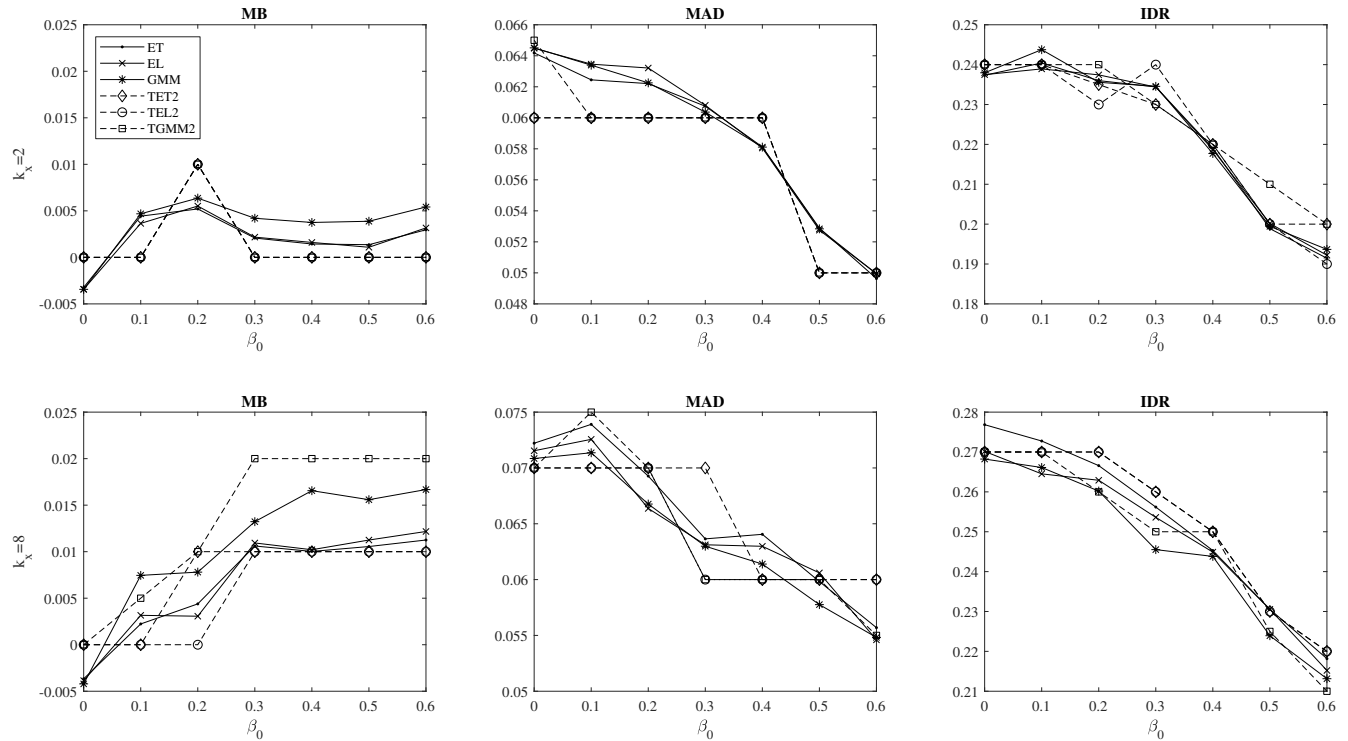 MB
0.025
0.02
0.015
0.01
0.005
0
-0.005
k_x=2
ET
EL
GMM
TET2
TEL2
TGMM2
0 0.1 0.2 0.3 0.4 0.5 0.6
β_0
MAD
0.066
0.064
0.062
0.06
0.058
0.056
0.054
0.052
0.05
0.048
0 0.1 0.2 0.3 0.4 0.5 0.6
β_0
IDR
0.25
0.24
0.23
0.22
0.21
0.2
0.19
0.18
0 0.1 0.2 0.3 0.4 0.5 0.6
β_0
MB
0.025
0.02
0.015
0.01
0.005
0
-0.005
k_x=8
0 0.1 0.2 0.3 0.4 0.5 0.6
β_0
MAD
0.075
0.07
0.065
0.06
0.055
0.05
0 0.1 0.2 0.3 0.4 0.5 0.6
β_0
IDR
0.28
0.27
0.26
0.25
0.24
0.23
0.22
0.21
0 0.1 0.2 0.3 0.4 0.5 0.6
β_0